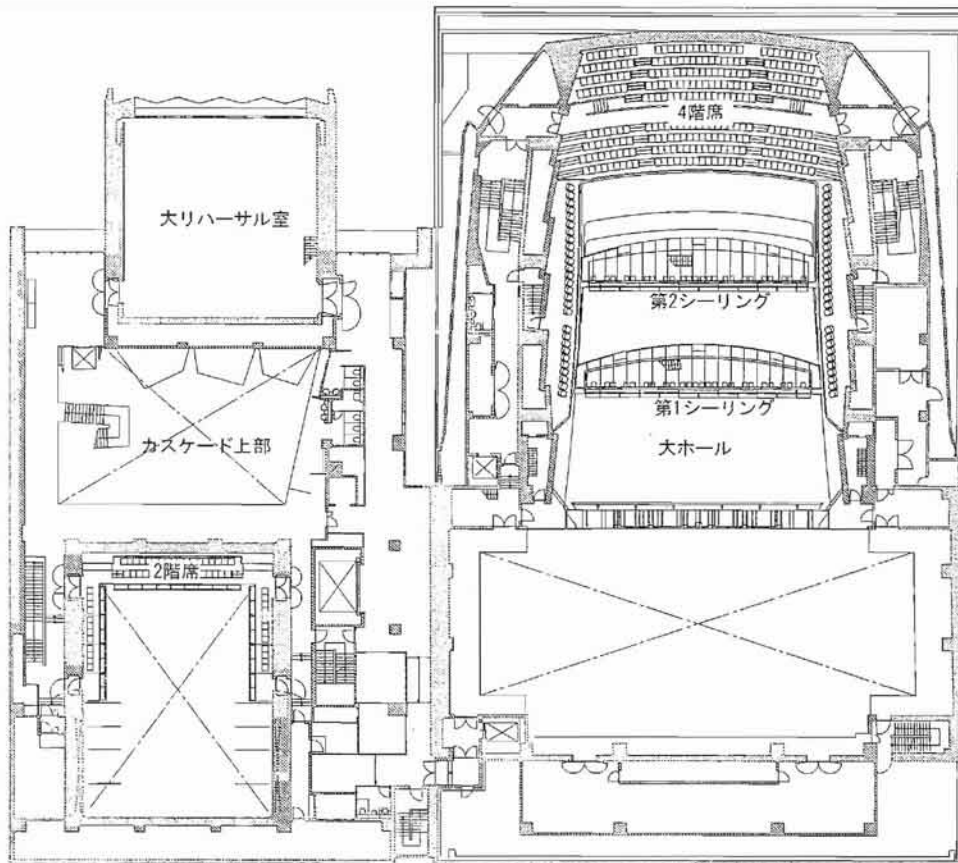 4階席
大リハーサル室
第2シーリング
第1シーリング
カスケード上部
大ホール
2階席